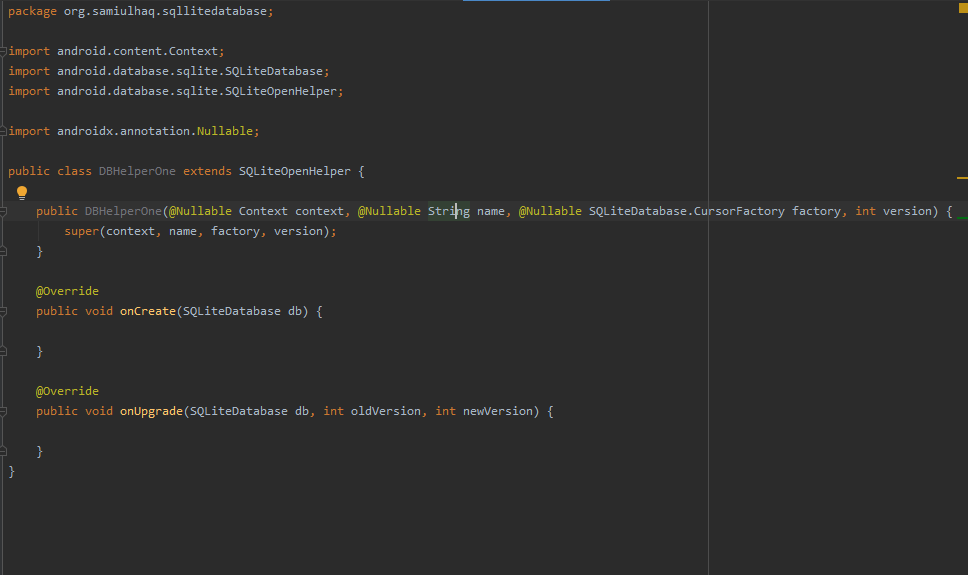 package org.samiulhaq.sqllitedatabase;
import android.content.Context;
import android.database.sqlite.SQLiteDatabase;
import android.database.sqlite.SQLiteOpenHelper;
import androidx.annotation.Nullable;
public class DBHelperOne extends SQLiteOpenHelper {
public DBHelperOne(@Nullable Context context, @Nullable String name, @Nullable SQLiteDatabase.CursorFactory factory, int version) {
super(context, name, factory, version);
}
@Override
public void onCreate(SQLiteDatabase db) {
}
@Override
public void onUpgrade(SQLiteDatabase db, int oldVersion, int newVersion) {
}
}